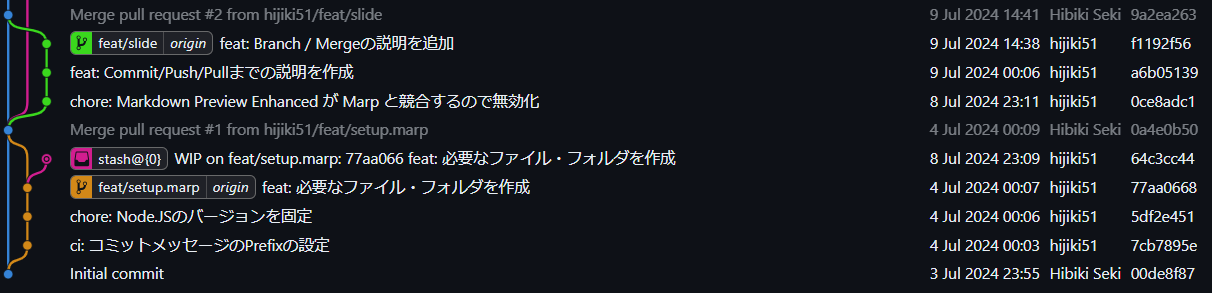 Merge pull request #2 from hijiki51/feat/slide 9 Jul 2024 14:41 Hibiki Seki 9a2ea263
feat/slide origin feat: Branch / Mergeの説明を追加 9 Jul 2024 14:38 hijiki51 f1192f56
feat: Commit/Push/Pullまでの説明を作成 9 Jul 2024 00:06 hijiki51 a6b05139
chore: Markdown Preview Enhanced が Marp と競合するので無効化 8 Jul 2024 23:11 hijiki51 0ce8adc1
Merge pull request #1 from hijiki51/feat/setup.marp 4 Jul 2024 00:09 Hibiki Seki 0a4e0b50
stash@{0} WIP on feat/setup.marp: 77aa066 feat: 必要なファイル・フォルダを作成 8 Jul 2024 23:09 hijiki51 64c3cc44
feat/setup.marp origin feat: 必要なファイル・フォルダを作成 4 Jul 2024 00:07 hijiki51 77aa0668
chore: Node.JSのバージョンを固定 4 Jul 2024 00:06 hijiki51 5df2e451
ci: コミットメッセージのPrefixの設定 4 Jul 2024 00:03 hijiki51 7cb7895e
Initial commit 3 Jul 2024 23:55 Hibiki Seki 00de8f87